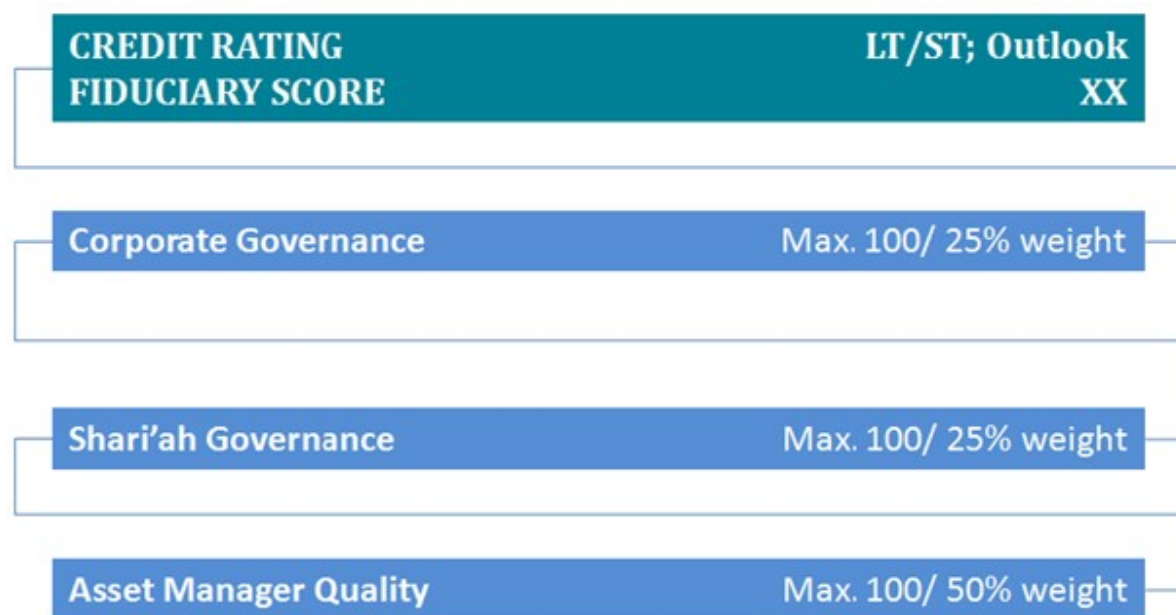 CREDIT RATING LT/ST; Outlook
FIDUCIARY SCORE XX
Corporate Governance Max. 100/ 25% weight
Shari’ah Governance Max. 100/ 25% weight
Asset Manager Quality Max. 100/ 50% weight